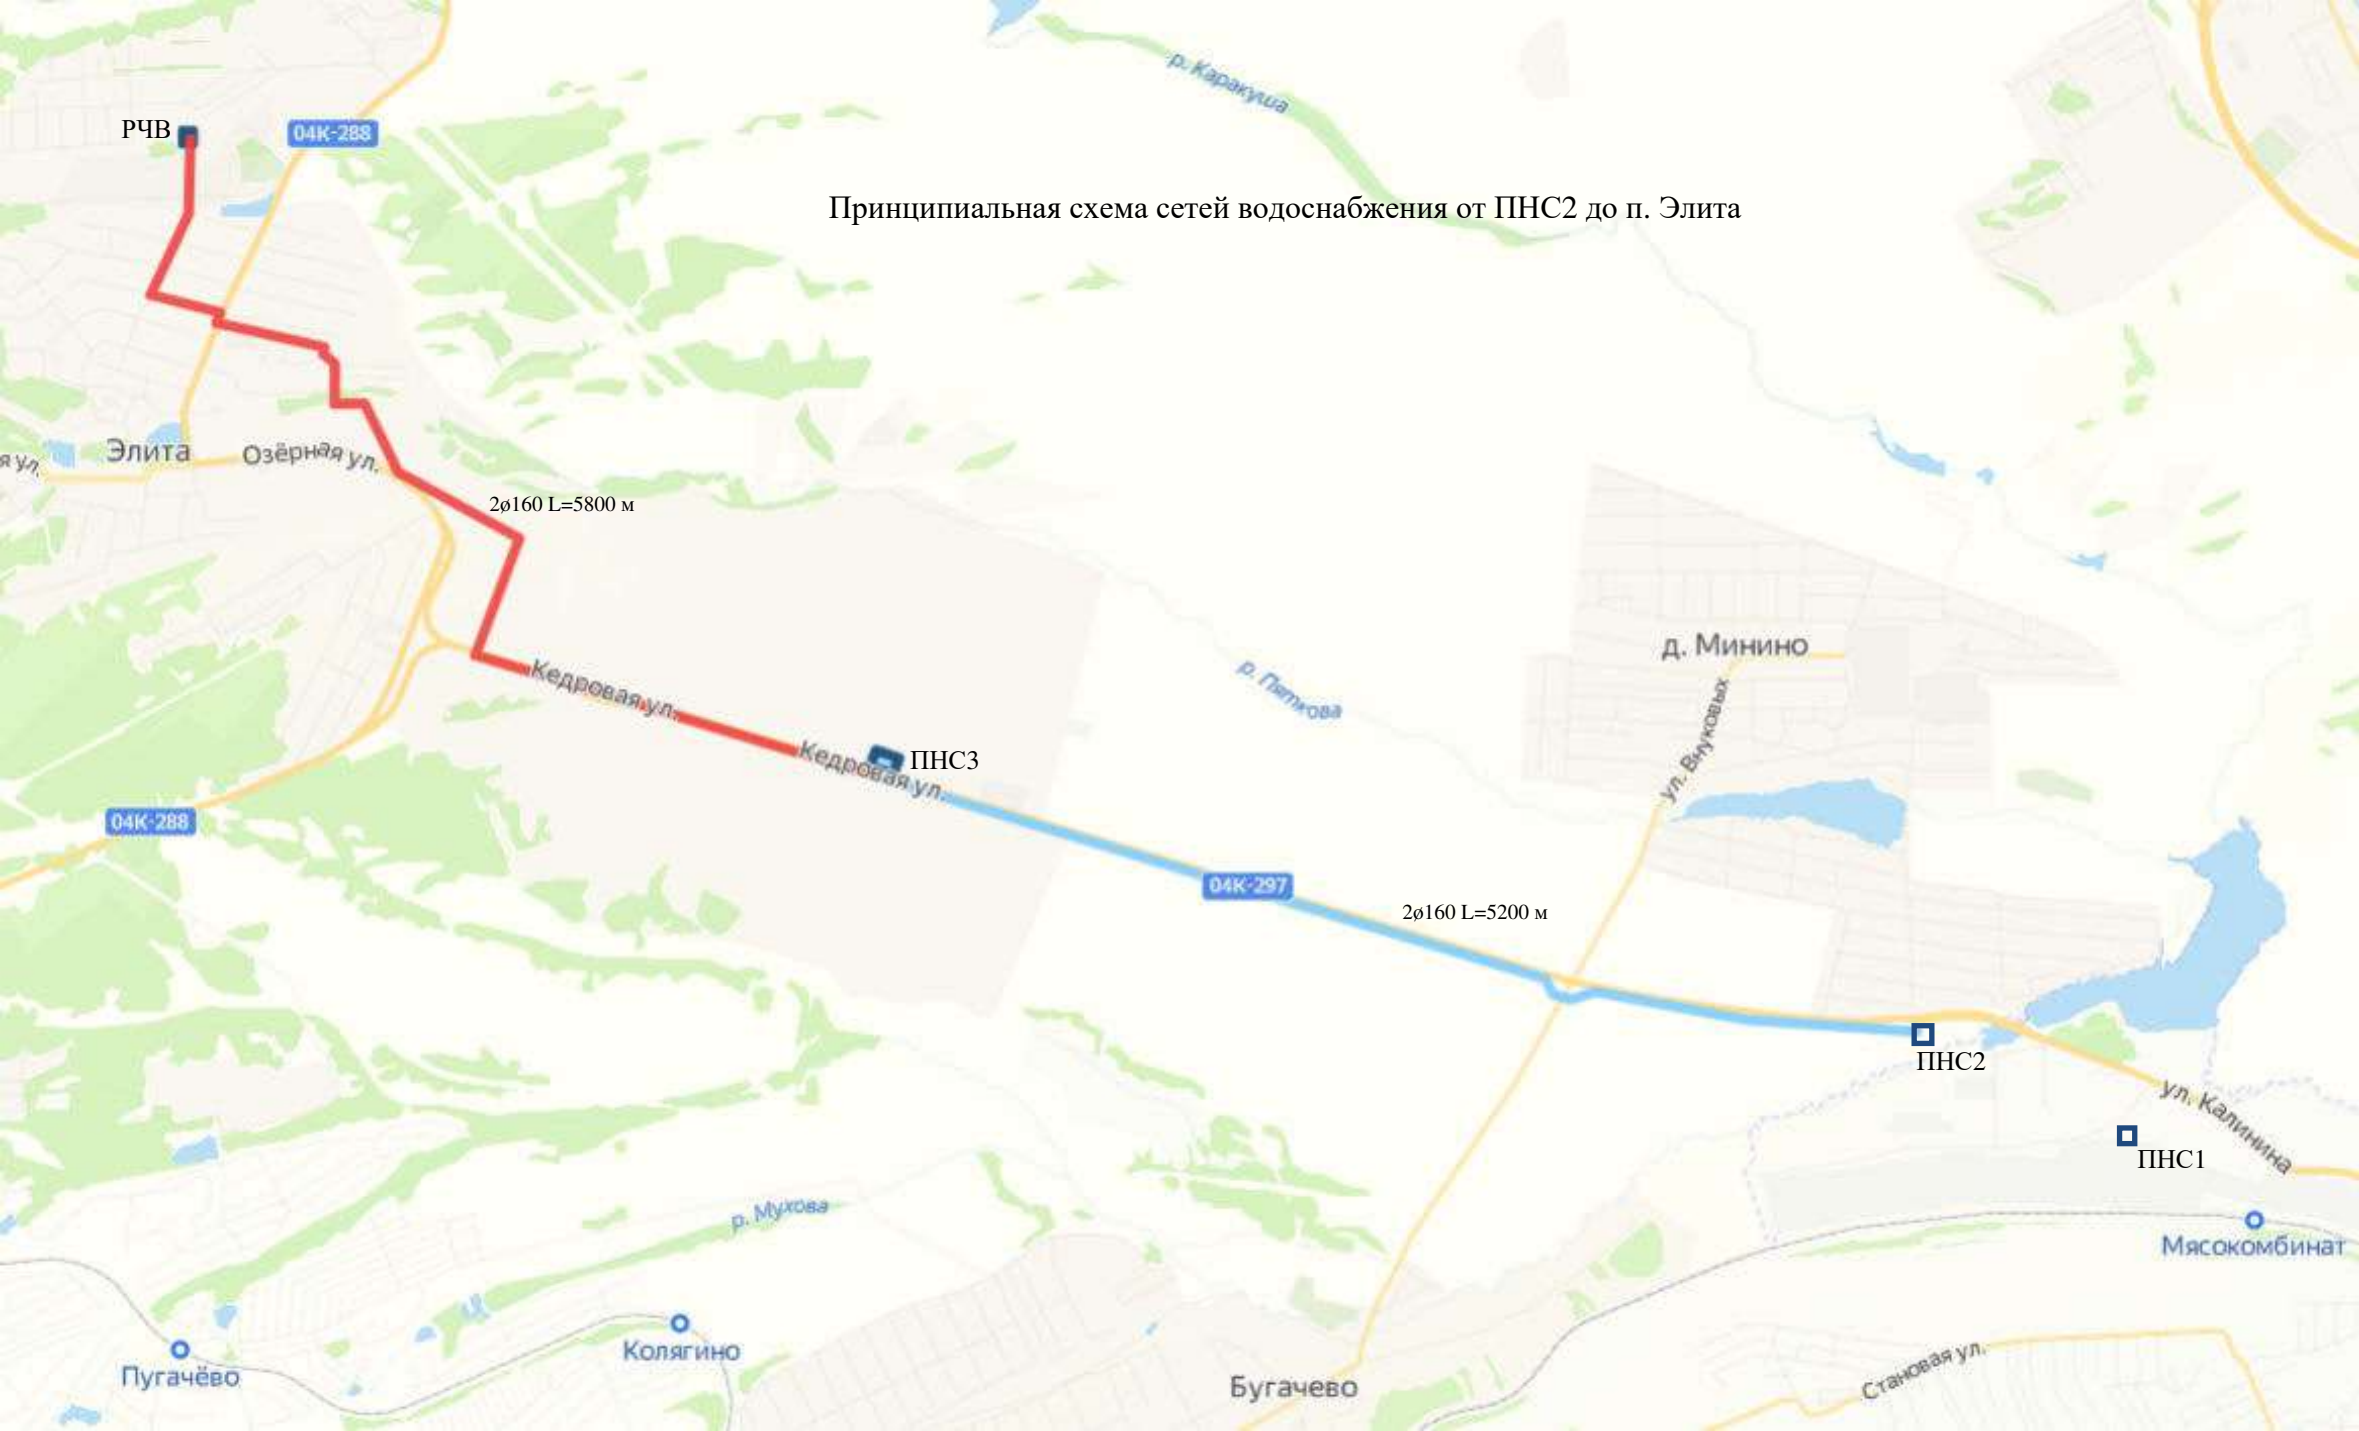 р. Каракуша
РЧВ
04К-288
Принципиальная схема сетей водоснабжения от ПНС2 до п. Элита
Элита
Озёрная ул.
я ул.
2ø160 L=5800 м
д. Минино
Кедровая ул.
р. Пяткова
ул. Внуковых
Кедровая ул.
ПНС3
04К-288
04К-297
2ø160 L=5200 м
ПНС2
ул. Калинина
ПНС1
р. Мухова
Мясокомбинат
Колягино
Пугачёво
Бугачево
Становая ул.